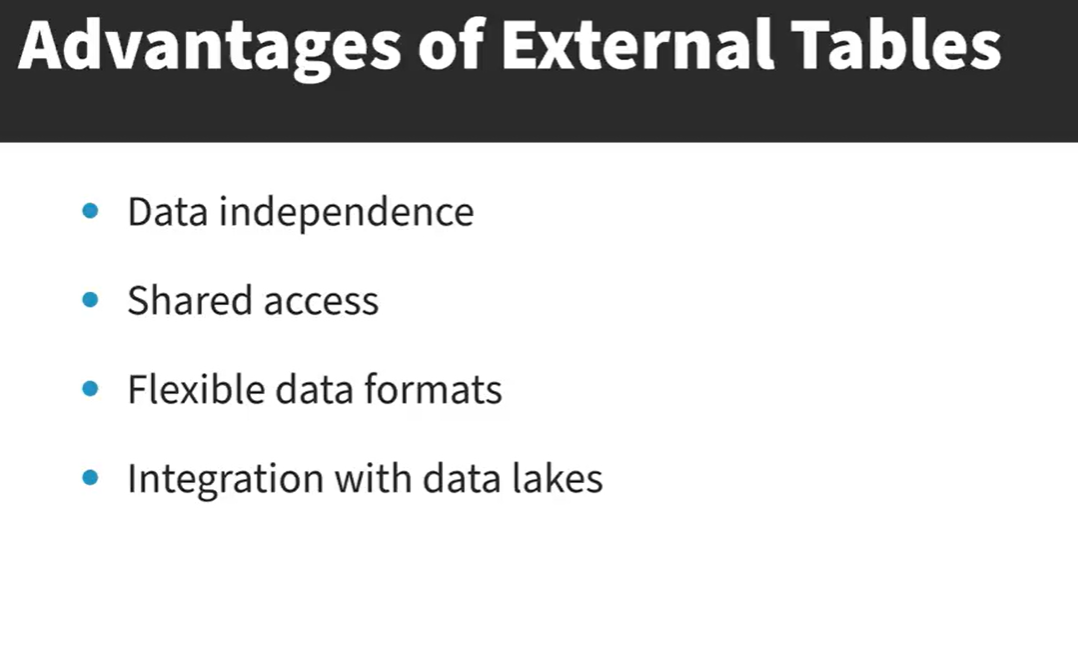 Advantages of External Tables
Data independence
Shared access
Flexible data formats
Integration with data lakes